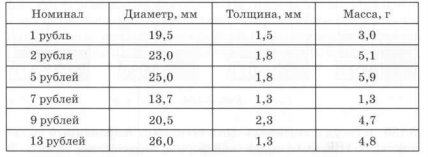 Номинал Диаметр, мм Толщина, мм Масса, г
1 рубль 19,5 1,5 3,0
2 рубля 23,0 1,8 5,1
5 рублей 25,0 1,8 5,9
7 рублей 13,7 1,3 1,3
9 рублей 20,5 2,3 4,7
13 рублей 26,0 1,3 4,8